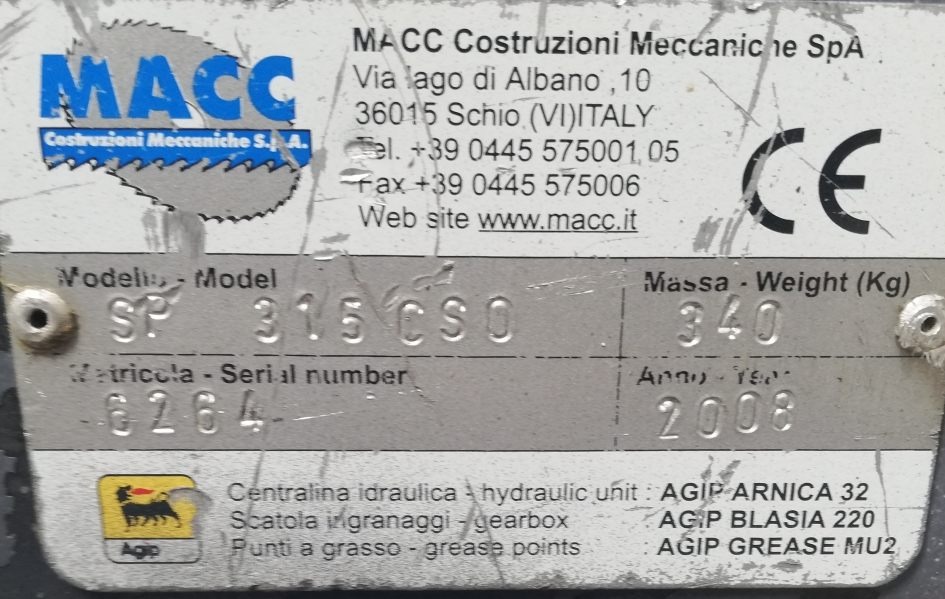 MACC
Costruzioni Meccaniche S.p.A.
MACC Costruzioni Meccaniche SpA
Via lago di Albano ,10
36015 Schio (VI)ITALY
Tel. +39 0445 575001 05
Fax +39 0445 575006
Web site www.macc.it
CE
Modello - Model
SP 315 CSO
Massa - Weight (Kg)
340
Matricola - Serial number
6264
Anno - Year
2008
Agip
Centralina idraulica - hydraulic unit : AGIP ARNICA 32
Scatola ingranaggi - gearbox : AGIP BLASIA 220
Punti a grasso - grease points : AGIP GREASE MU2